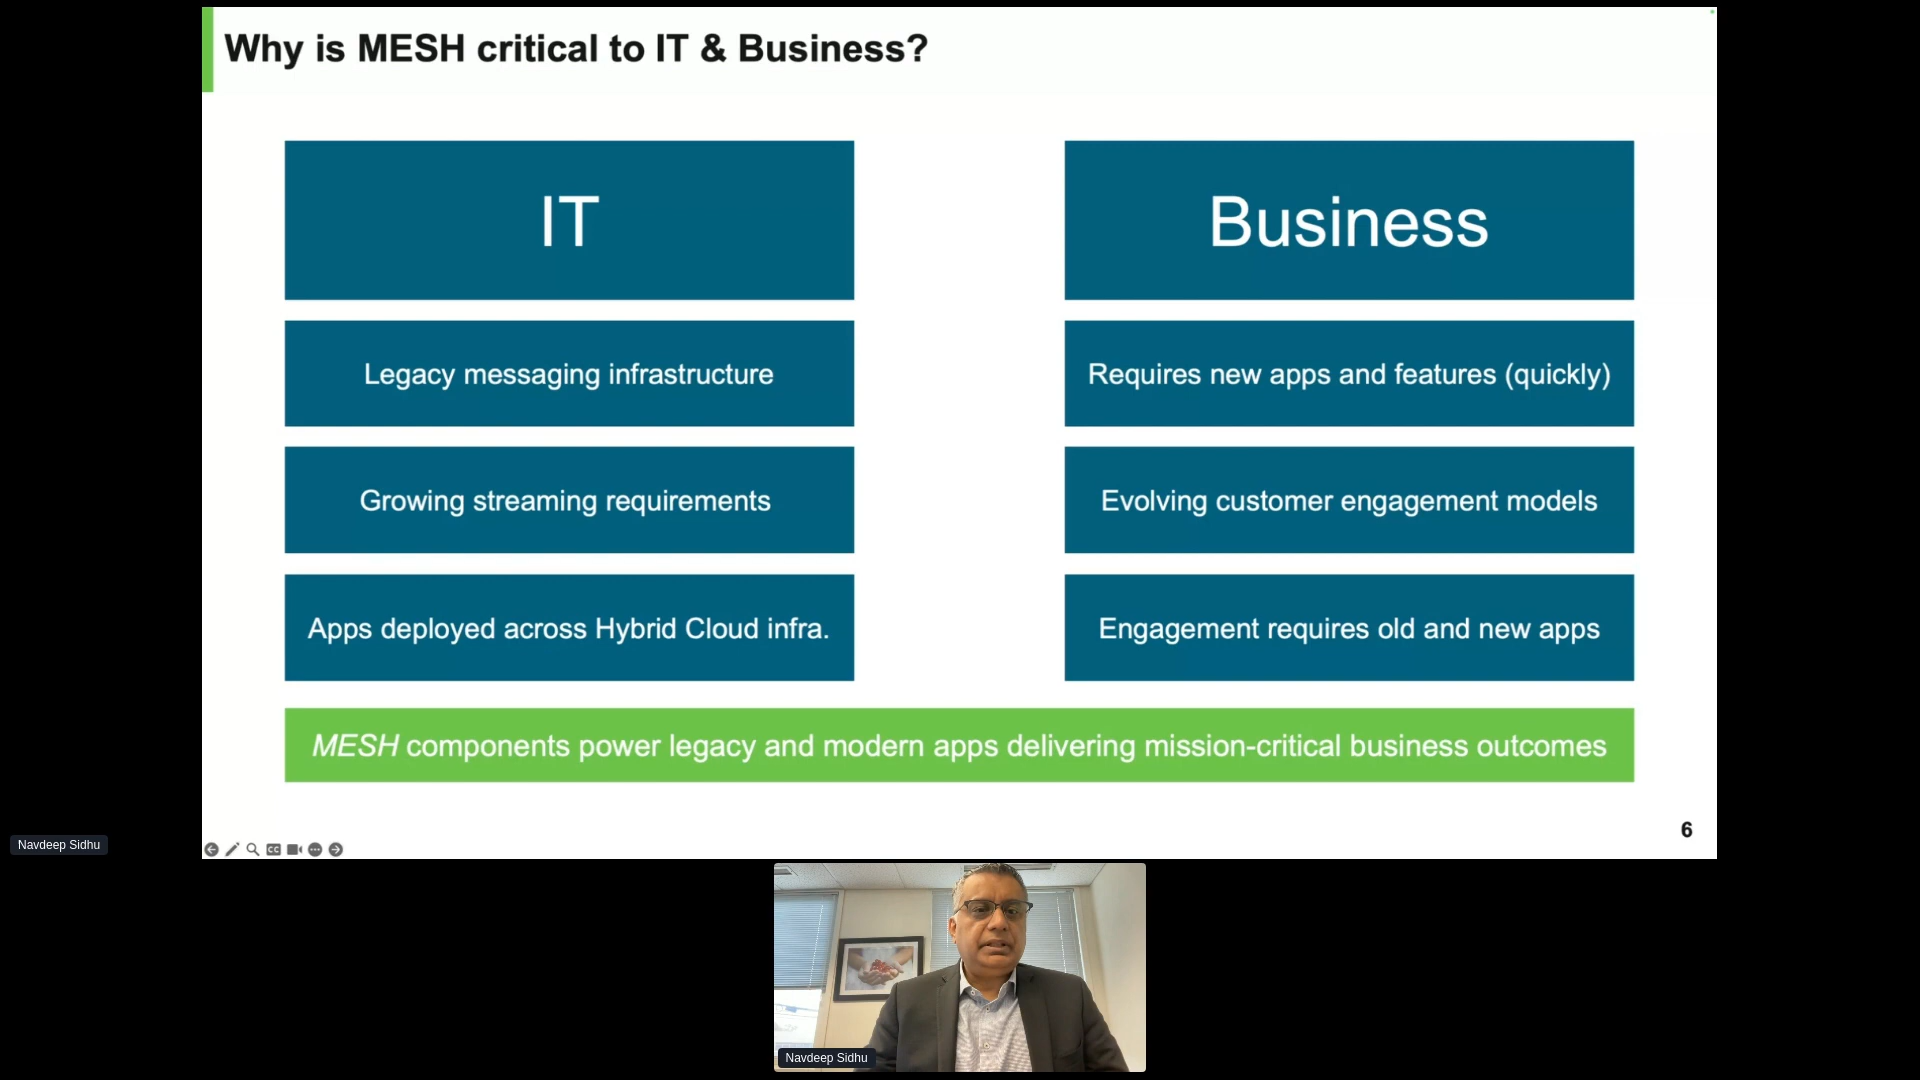 Why is MESH critical to IT & Business?
IT
Legacy messaging infrastructure
Growing streaming requirements
Apps deployed across Hybrid Cloud infra.
Business
Requires new apps and features (quickly)
Evolving customer engagement models
Engagement requires old and new apps
MESH components power legacy and modern apps delivering mission-critical business outcomes
6
CC
Navdeep Sidhu
Navdeep Sidhu